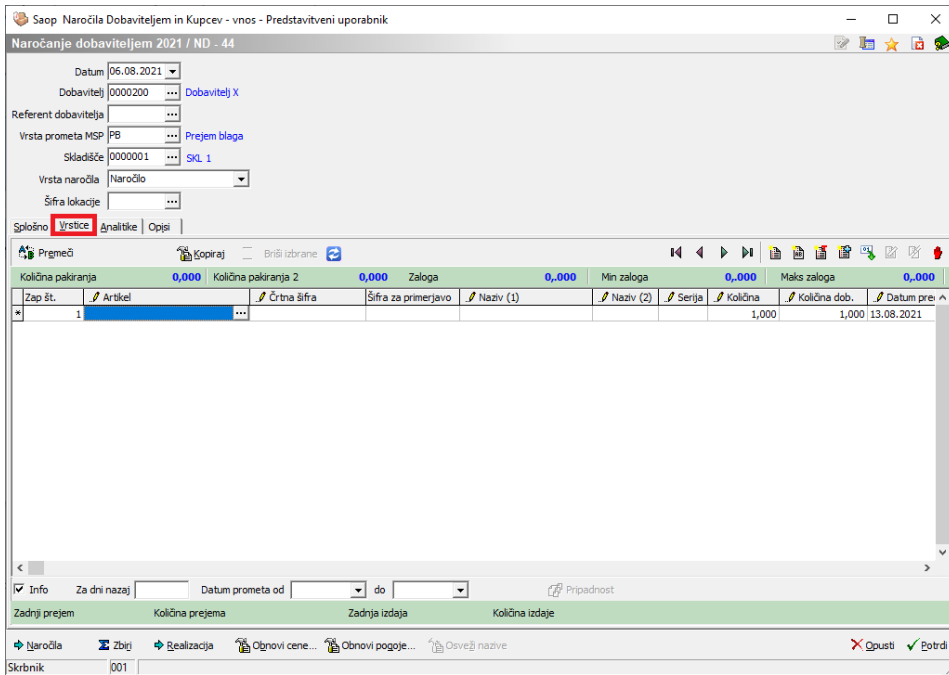 Saop Naročila Dobaviteljem in Kupcev - vnos - Predstavitveni uporabnik
Naročanje dobaviteljem 2021 / ND - 44
Datum 06.08.2021
Dobavitelj 0000200 ... Dobavitelj X
Referent dobavitelja ...
Vrsta prometa MSP PB ... Prejem blaga
Skladišče 0000001 ... SKL 1
Vrsta naročila Naročilo
Šifra lokacije ...
Splošno Vrstice Analitike Opisi
Premeči Kopiraj Briši izbrane
Količina pakiranja 0,000 Količina pakiranja 2 0,000 Zaloga 0,.000 Min zaloga 0,.000 Maks zaloga 0,.000
Zap št. Artikel Črtna šifra Šifra za primerjavo Naziv (1) Naziv (2) Serija Količina Količina dob. Datum pre
* 1 ... 1,000 1,000 13.08.2021
Info Za dni nazaj Datum prometa od do Pripadnost
Zadnji prejem Količina prejema Zadnja izdaja Količina izdaje
Naročila Zbirj Realizacija Obnovi cene... Obnovi pogoje... Osveži nazive Opusti Potrdi
Skrbnik 001